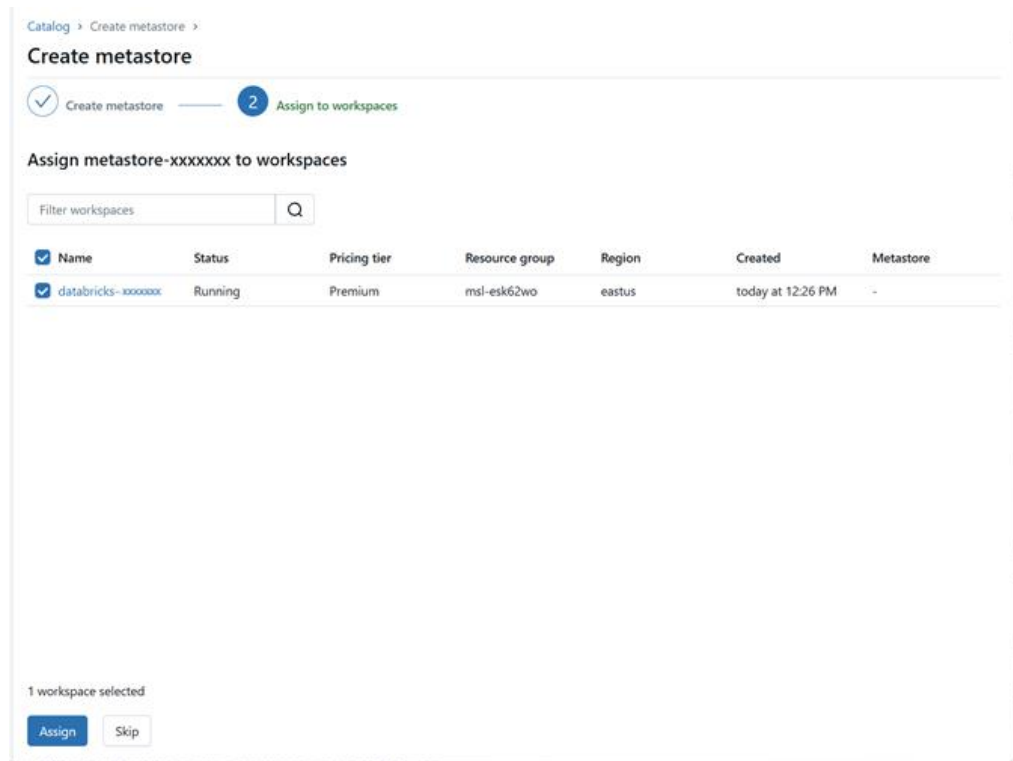 Catalog > Create metastore >
Create metastore
Create metastore 2 Assign to workspaces
Assign metastore-xxxxxxx to workspaces
Filter workspaces
Name Status Pricing tier Resource group Region Created Metastore
databricks-xxxxxxx Running Premium msl-esk62wo eastus today at 12:26 PM -
1 workspace selected
Assign Skip